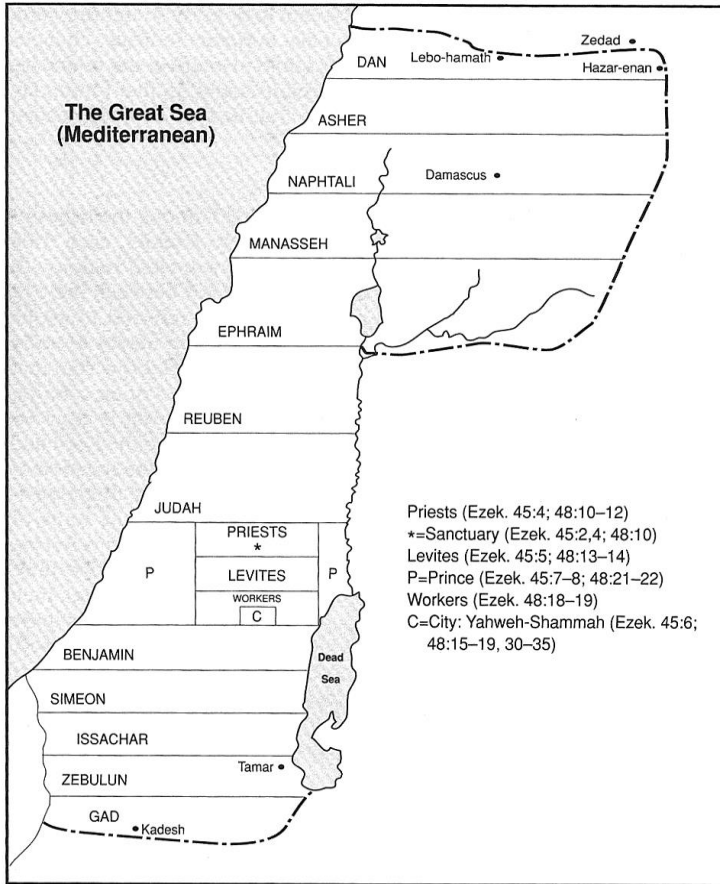 Zedad
DAN
Lebo-hamath
Hazar-enan
The Great Sea
(Mediterranean)
ASHER
NAPHTALI
Damascus
MANASSEH
EPHRAIM
REUBEN
JUDAH
PRIESTS
*
P
LEVITES
P
WORKERS
C
Priests (Ezek. 45:4; 48:10–12)
*=Sanctuary (Ezek. 45:2,4; 48:10)
Levites (Ezek. 45:5; 48:13–14)
P=Prince (Ezek. 45:7–8; 48:21–22)
Workers (Ezek. 48:18–19)
C=City: Yahweh-Shammah (Ezek. 45:6;
48:15–19, 30–35)
BENJAMIN
Dead
Sea
SIMEON
ISSACHAR
Tamar
ZEBULUN
GAD
Kadesh